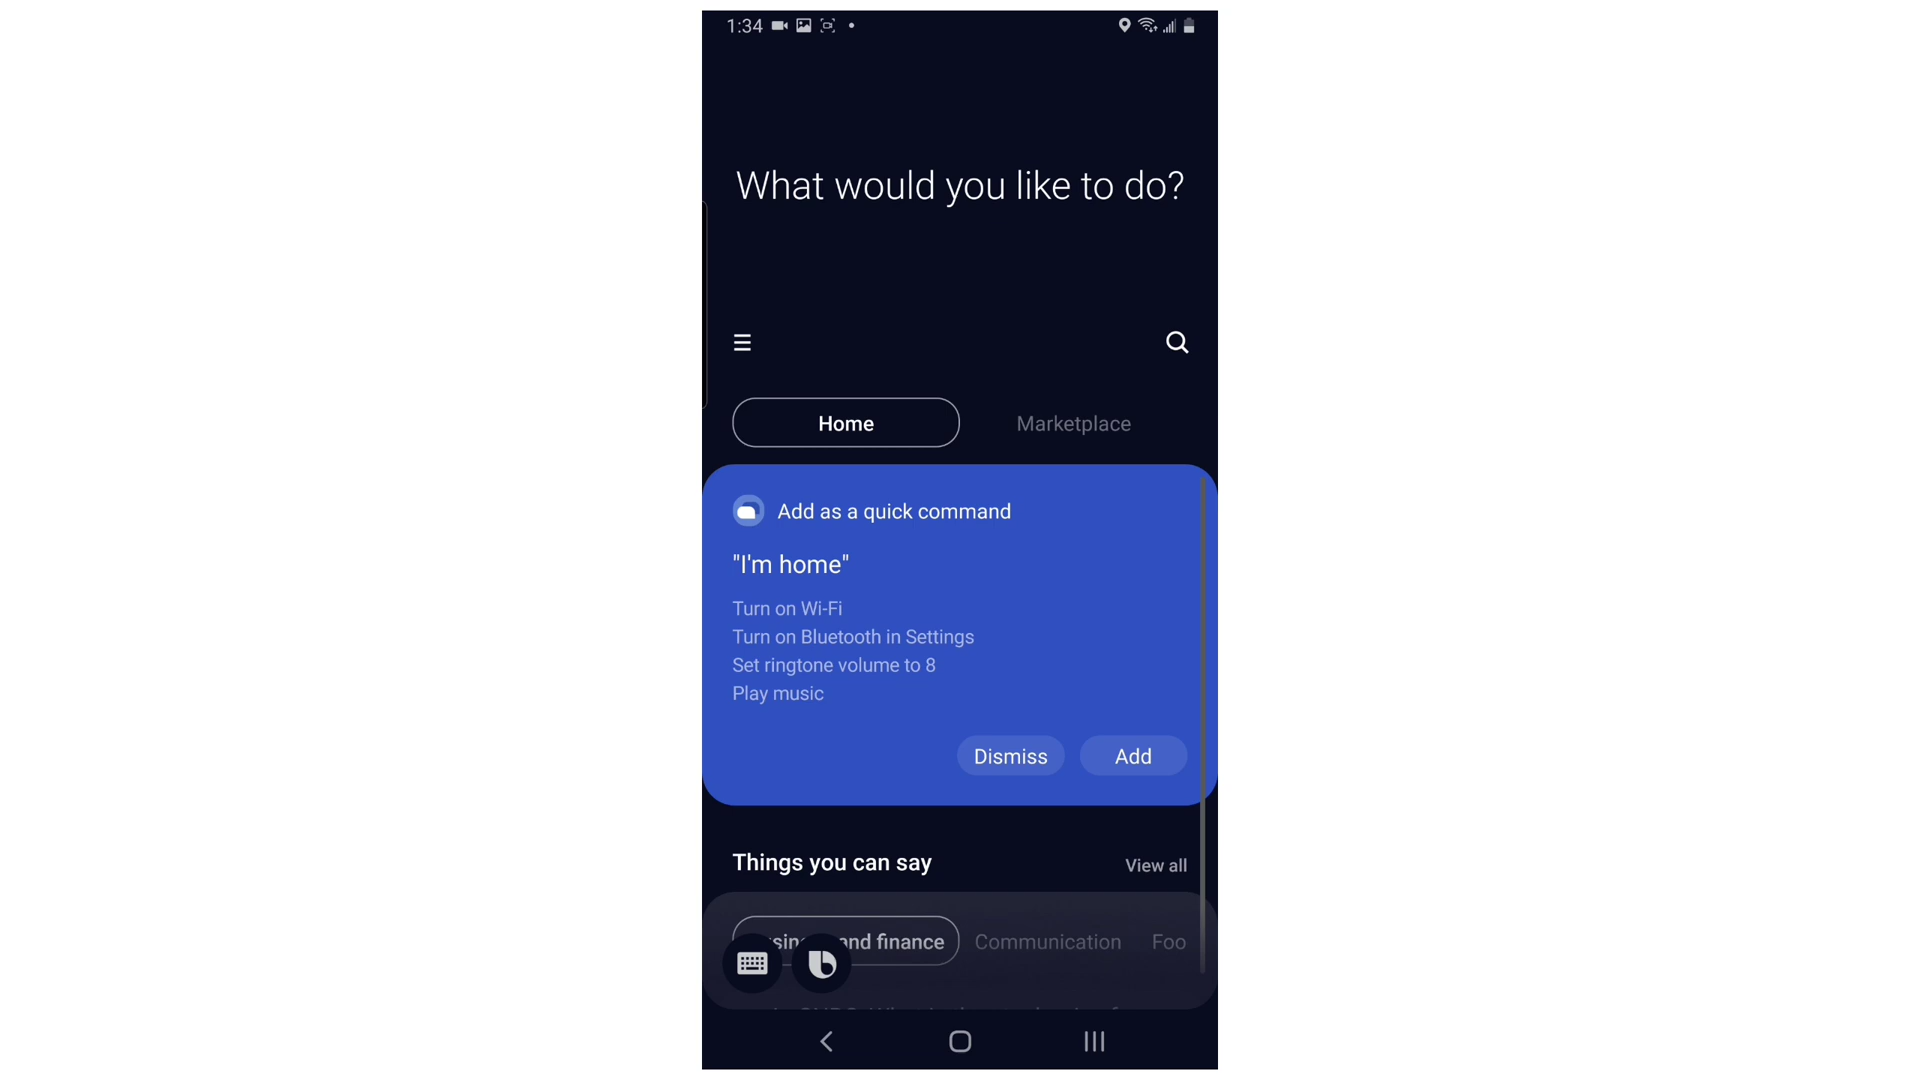 1:34
What would you like to do?
Home
Marketplace
Add as a quick command
"I'm home"
Turn on Wi-Fi
Turn on Bluetooth in Settings
Set ringtone volume to 8
Play music
Dismiss
Add
Things you can say
View all
and finance
Communication
Foo